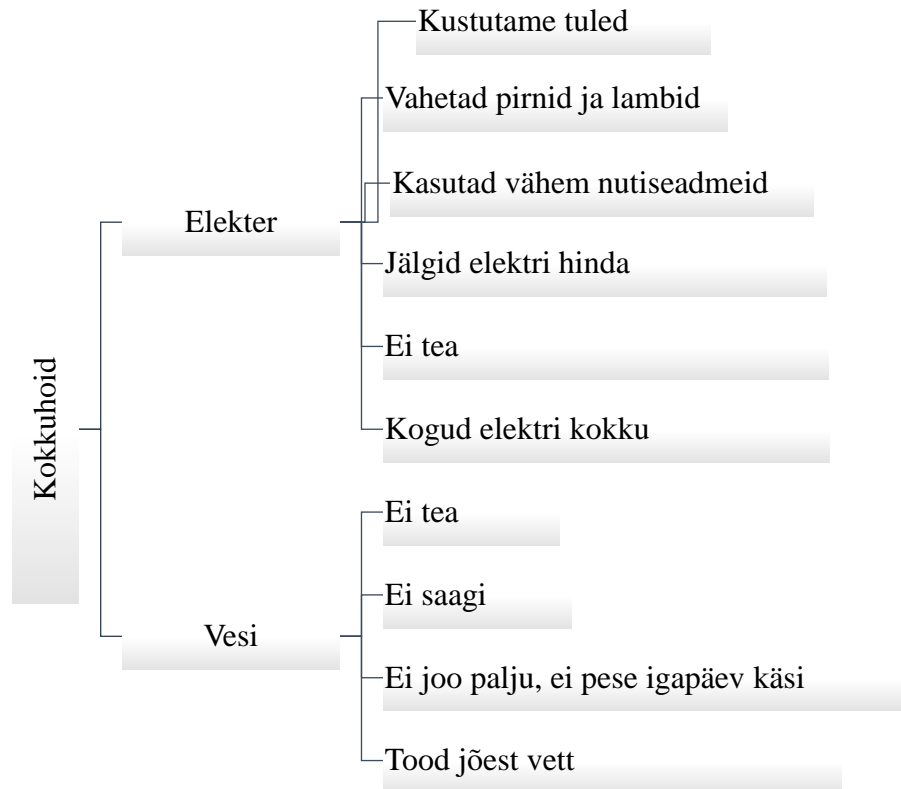 Kokkuhoid
Elekter
Kustutame tuled
Vahetad pirnid ja lambid
Kasutad vähem nutiseadmeid
Jälgid elektri hinda
Ei tea
Kogud elektri kokku
Vesi
Ei tea
Ei saagi
Ei joo palju, ei pese igapäev käsi
Tood jõest vett